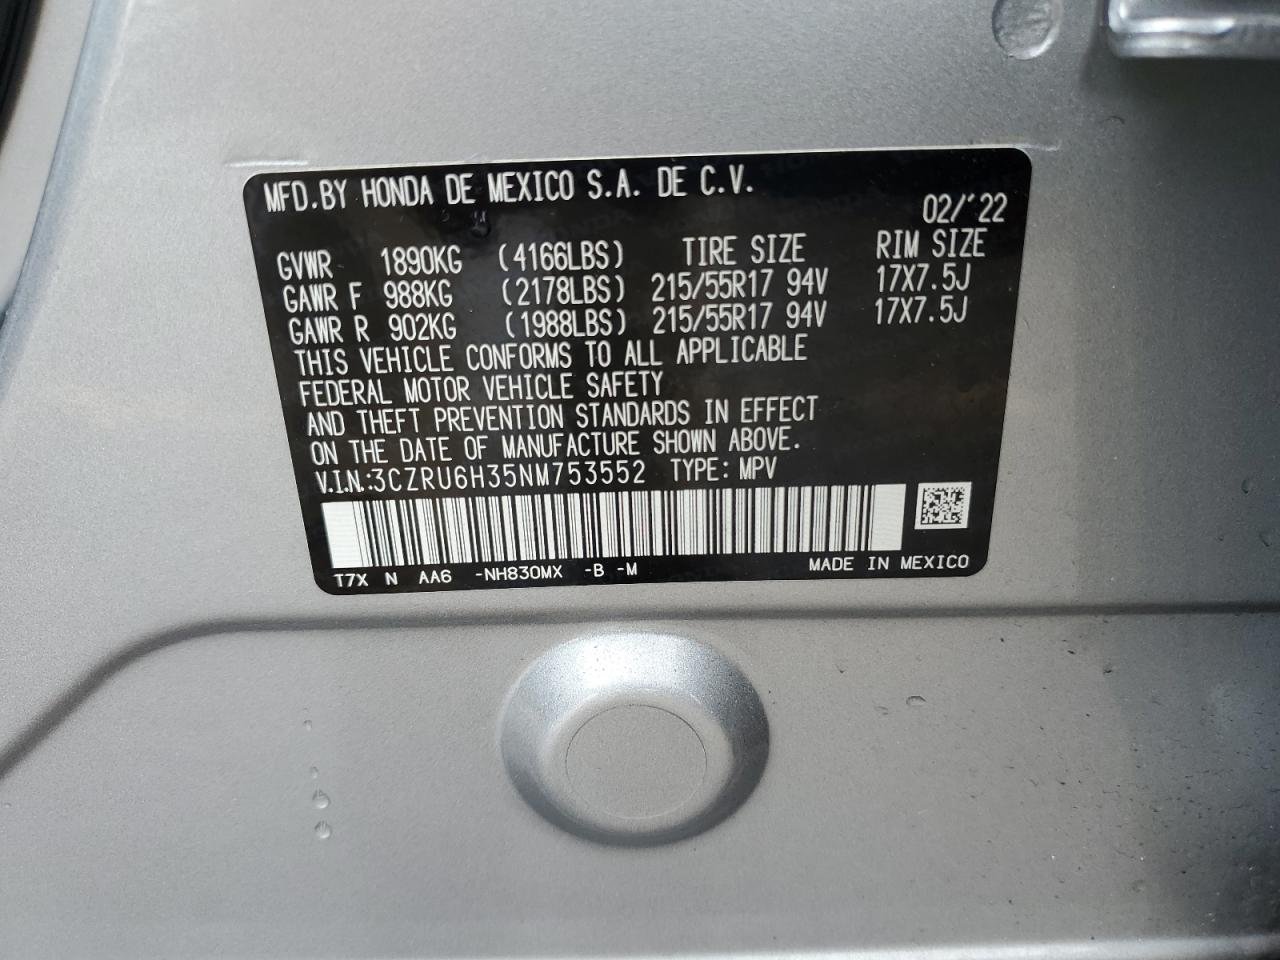 MFD.BY HONDA DE MEXICO S.A. DE C.V.
02/'22
GVWR 1890KG (4166LBS) TIRE SIZE RIM SIZE
GAWR F 988KG (2178LBS) 215/55R17 94V 17X7.5J
GAWR R 902KG (1988LBS) 215/55R17 94V 17X7.5J
THIS VEHICLE CONFORMS TO ALL APPLICABLE
FEDERAL MOTOR VEHICLE SAFETY
AND THEFT PREVENTION STANDARDS IN EFFECT
ON THE DATE OF MANUFACTURE SHOWN ABOVE.
V.I.N.:3CZRU6H35NM753552 TYPE: MPV
T7X N AA6 -NH830MX -B -M MADE IN MEXICO